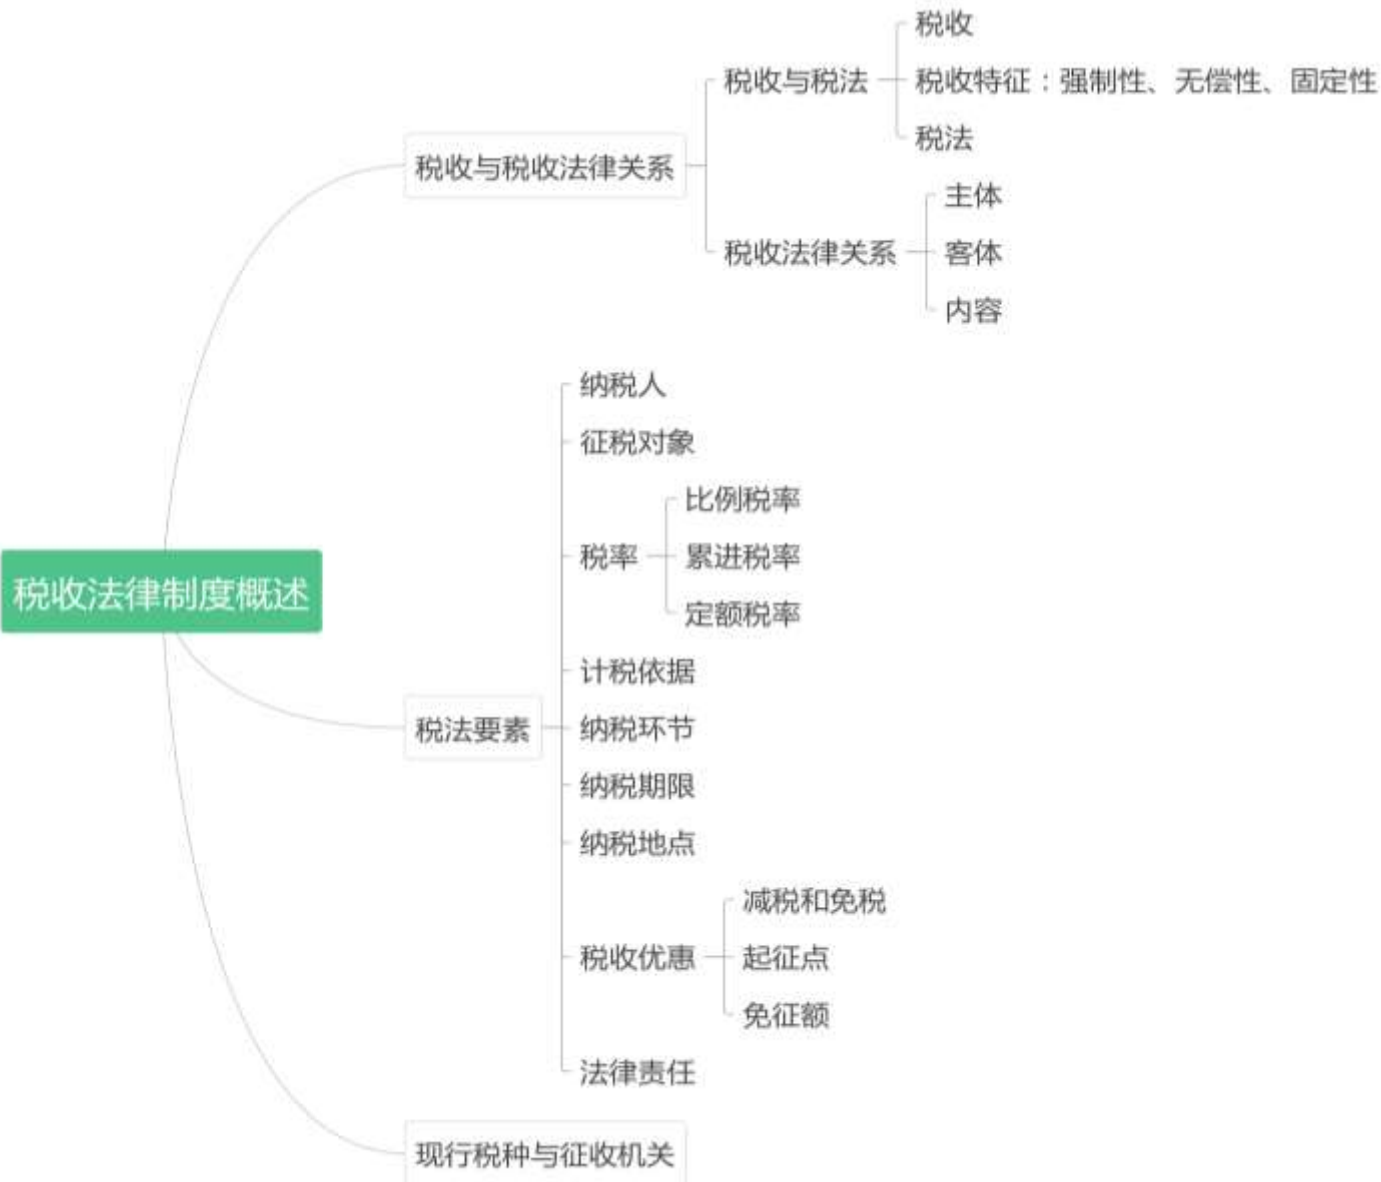 税收
税收与税法
税收特征：强制性、无偿性、固定性
税法
税收与税收法律关系
主体
税收法律关系
客体
内容
纳税人
征税对象
比例税率
税率
累进税率
定额税率
税收法律制度概述
计税依据
税法要素
纳税环节
纳税期限
纳税地点
减税和免税
税收优惠
起征点
免征额
法律责任
现行税种与征收机关